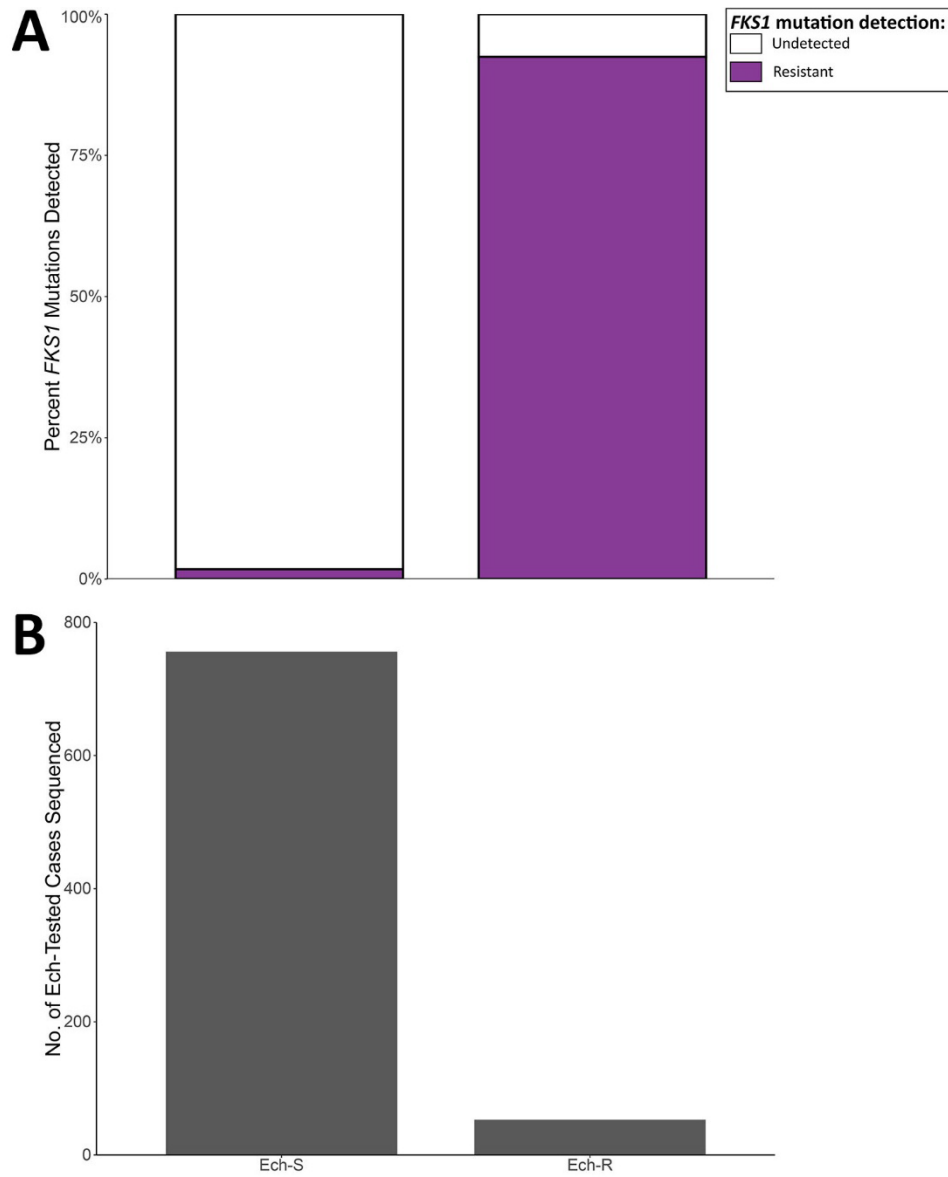 A
FKS1 mutation detection:
Undetected
Resistant
Percent FKS1 Mutations Detected
100%
75%
50%
25%
0%
B
No. of Ech-Tested Cases Sequenced
800
600
400
200
0
Ech-S
Ech-R